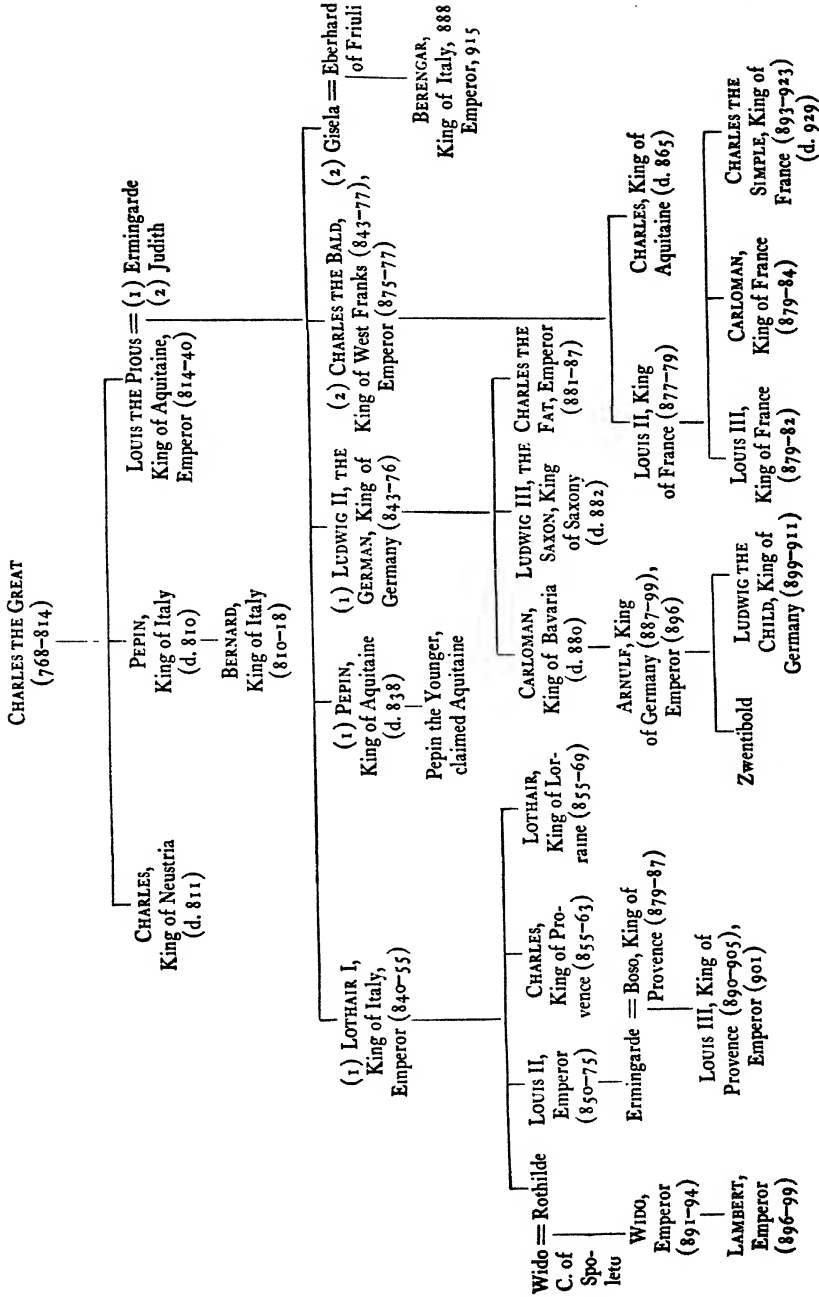 CHARLES THE GREAT
(768-814)
CHARLES,
King of Neustria
(d. 811)
PEPIN,
King of Italy
(d. 810)
BERNARD,
King of Italy
(810-18)
LOUIS THE PIOUS = (1) Ermingarde
King of Aquitaine, (2) Judith
Emperor (814-40)
(1) LOTHAIR I,
King of Italy,
Emperor (840-55)
(1) PEPIN,
King of Aquitaine
(d. 838)
Pepin the Younger,
claimed Aquitaine
(1) LUDWIG II, THE
GERMAN, King of
Germany (843-76)
(2) CHARLES THE BALD,
King of West Franks (843-77),
Emperor (875-77)
(2) Gisela = Eberhard
of Friuli
BERENGAR,
King of Italy, 888
Emperor, 915
Wido = Rothilde
C. of
Spo-
leto
WIDO,
Emperor
(891-94)
LAMBERT,
Emperor
(896-99)
LOUIS II,
Emperor
(850-75)
Ermingarde = Boso, King of
Provence (879-87)
LOUIS III, King of
Provence (890-905),
Emperor (901)
CHARLES,
King of Pro-
vence (855-63)
LOTHAIR,
King of Lor-
raine (855-69)
CARLOMAN,
King of Bavaria
(d. 880)
ARNULF, King
of Germany (887-99),
Emperor (896)
Zwentibold
LUDWIG THE
CHILD, King of
Germany (899-911)
LUDWIG III, THE
SAXON, King
of Saxony
(d. 882)
CHARLES THE
FAT, Emperor
(881-87)
LOUIS II, King
of France (877-79)
CHARLES, King of
Aquitaine (d. 865)
LOUIS III,
King of France
(879-82)
CARLOMAN,
King of France
(879-84)
CHARLES THE
SIMPLE, King of
France (893-923)
(d. 929)